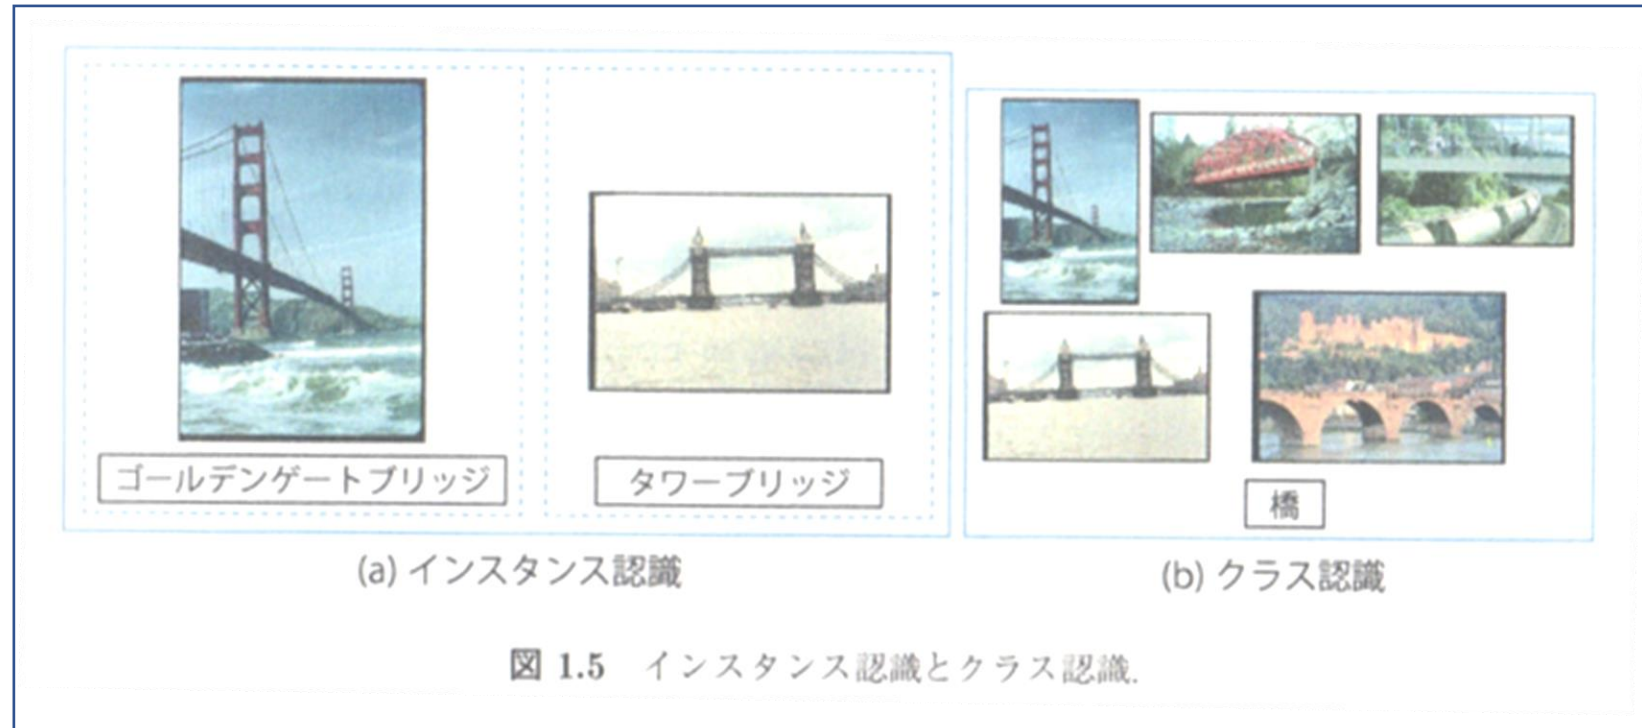 ゴールデンゲートブリッジ
タワーブリッジ
橋
(a) インスタンス認識
(b) クラス認識
図 1.5 インスタンス認識とクラス認識.